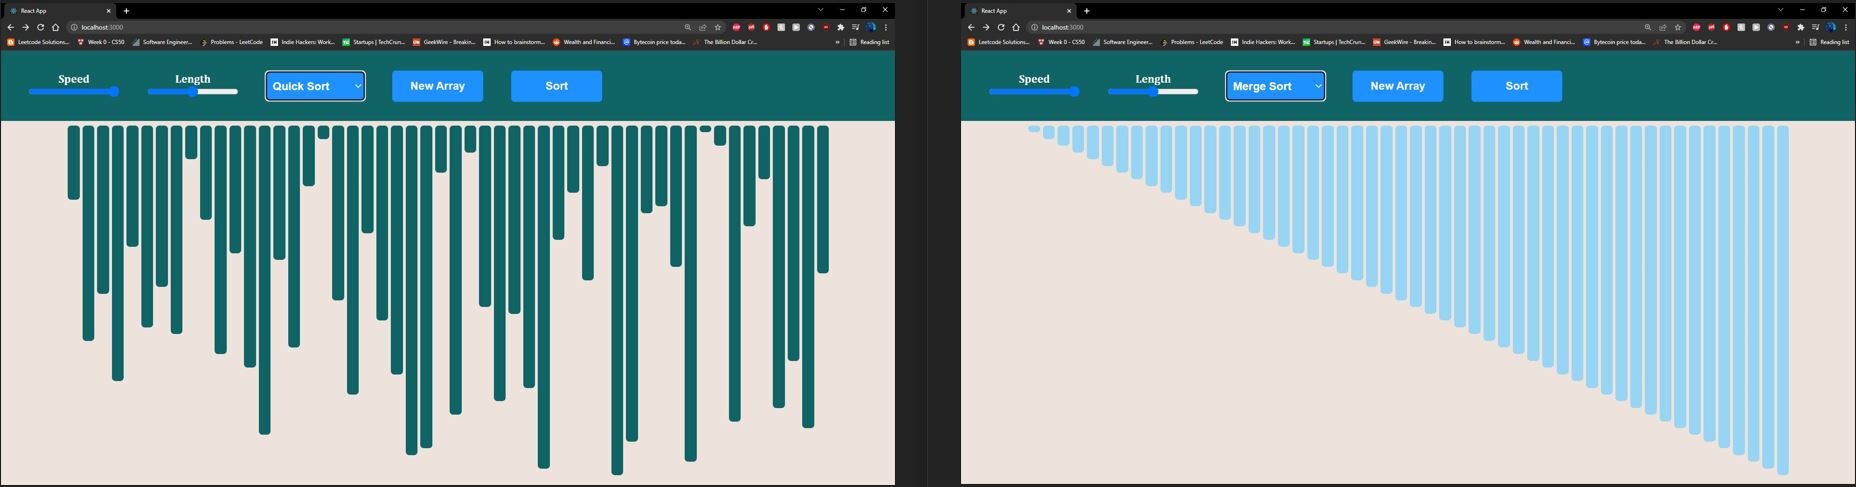 React App
localhost:3000
Leetcode Solutions... Week 0 - CS50 Software Engineer... Problems - LeetCode Indie Hackers: Work... Startups | TechCrun... GeekWire - Breakin... How to brainstorm... Wealth and Financi... Bytecoin price toda... The Billion Dollar Cr... » Reading list
Speed Length Quick Sort New Array Sort
React App
localhost:3000
Leetcode Solutions... Week 0 - CS50 Software Engineer... Problems - LeetCode Indie Hackers: Work... Startups | TechCrun... GeekWire - Breakin... How to brainstorm... Wealth and Financi... Bytecoin price toda... The Billion Dollar Cr... » Reading list
Speed Length Merge Sort New Array Sort